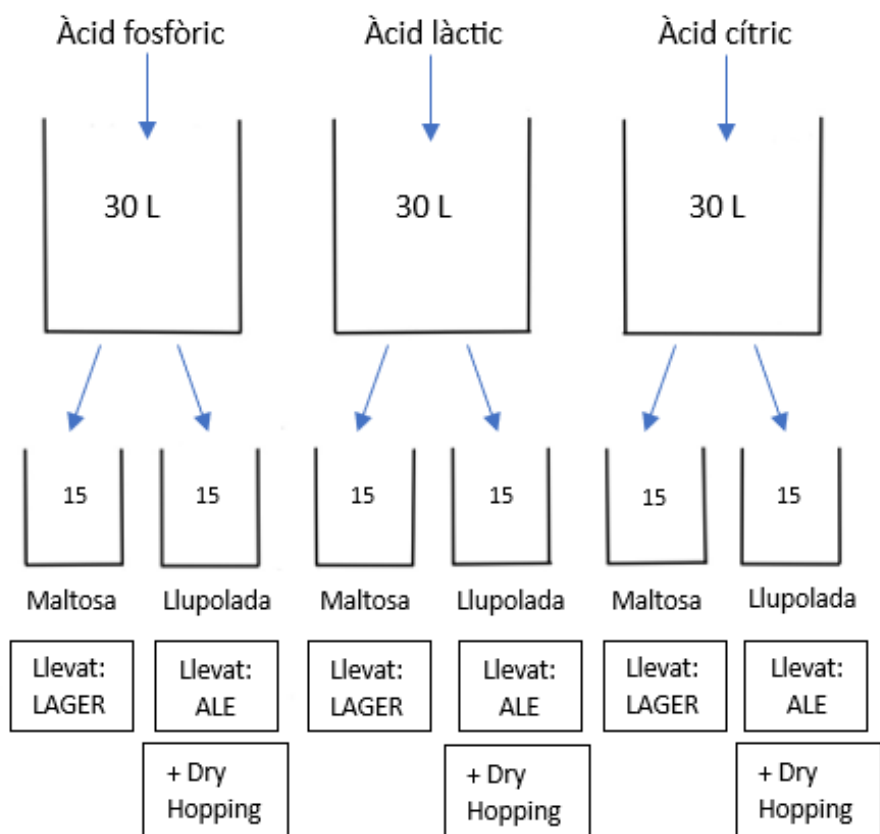 Àcid fosfòric
Àcid làctic
Àcid cítric
30 L
30 L
30 L
15
15
15
15
15
15
Maltosa
Llupolada
Maltosa
Llupolada
Maltosa
Llupolada
Llevat:
LAGER
Llevat:
ALE
Llevat:
LAGER
Llevat:
ALE
Llevat:
LAGER
Llevat:
ALE
+ Dry
Hopping
+ Dry
Hopping
+ Dry
Hopping